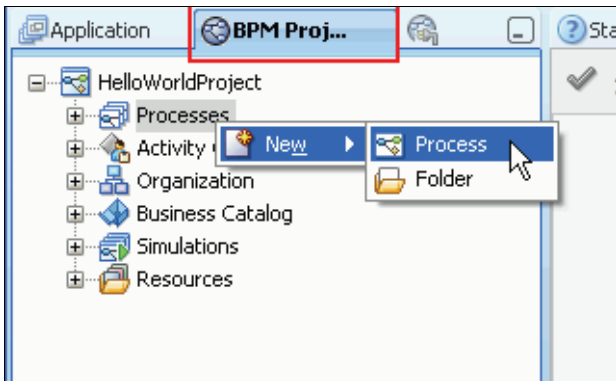 Application BPM Proj... Sta
HelloWorldProject
Processes
Activity
New Process
Organization
Folder
Business Catalog
Simulations
Resources